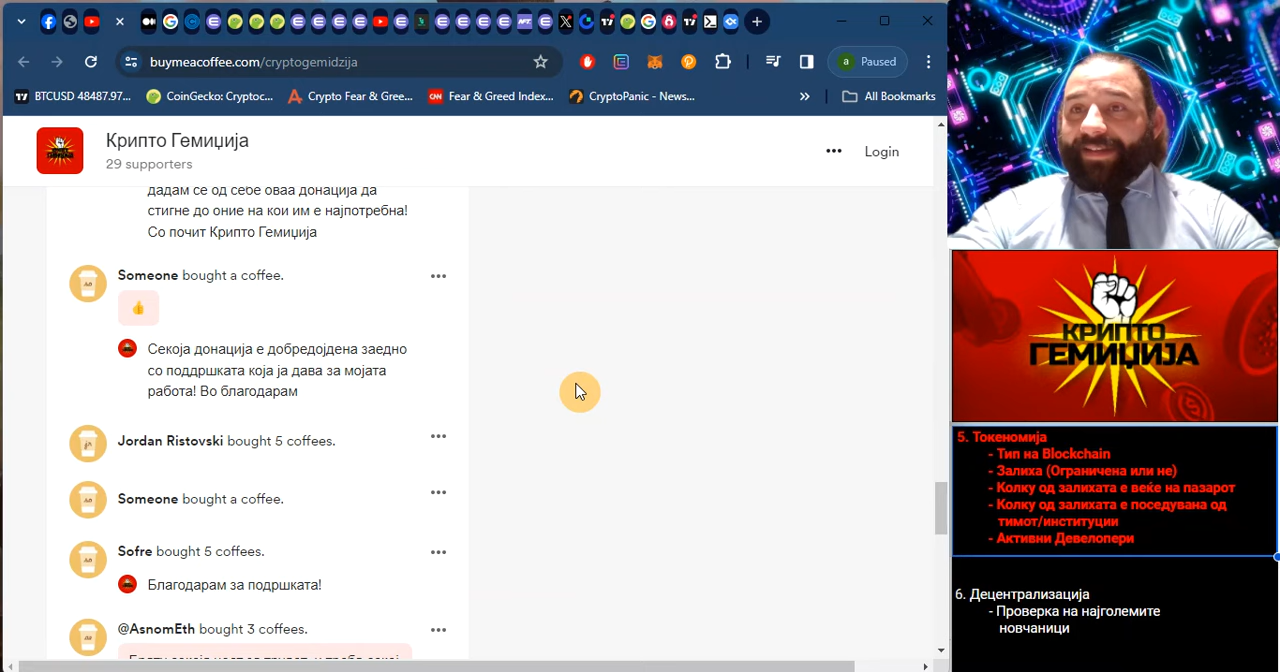 a Paused
buymeacoffee.com/cryptogemidzija
BTCUSD 48487.97...
CoinGecko: Cryptoc...
Crypto Fear & Gree...
Fear & Greed Index...
CryptoPanic - News...
»
All Bookmarks
Крипто Гемиџија
29 supporters
Login
дадам се од себе оваа донација да
стигне до оние на кои им е најпотребна!
Со почит Крипто Гемиџија
Someone bought a coffee.
Секоја донација е добредојдена заедно
со поддршката која ја дава за мојата
работа! Во благодарам
Jordan Ristovski bought 5 coffees.
Someone bought a coffee.
Sofre bought 5 coffees.
Благодарам за подршката!
@AsnomEth bought 3 coffees.
КРИПТО
ГЕМИЏИЈА
5. Токеномија
- Тип на Blockchain
- Залиха (Ограничена или не)
- Колку од залихата е веќе на пазарот
- Колку од залихата е поседувана од
тимот/институции
- Активни Девелопери
6. Децентрализација
- Проверка на најголемите
новчаници